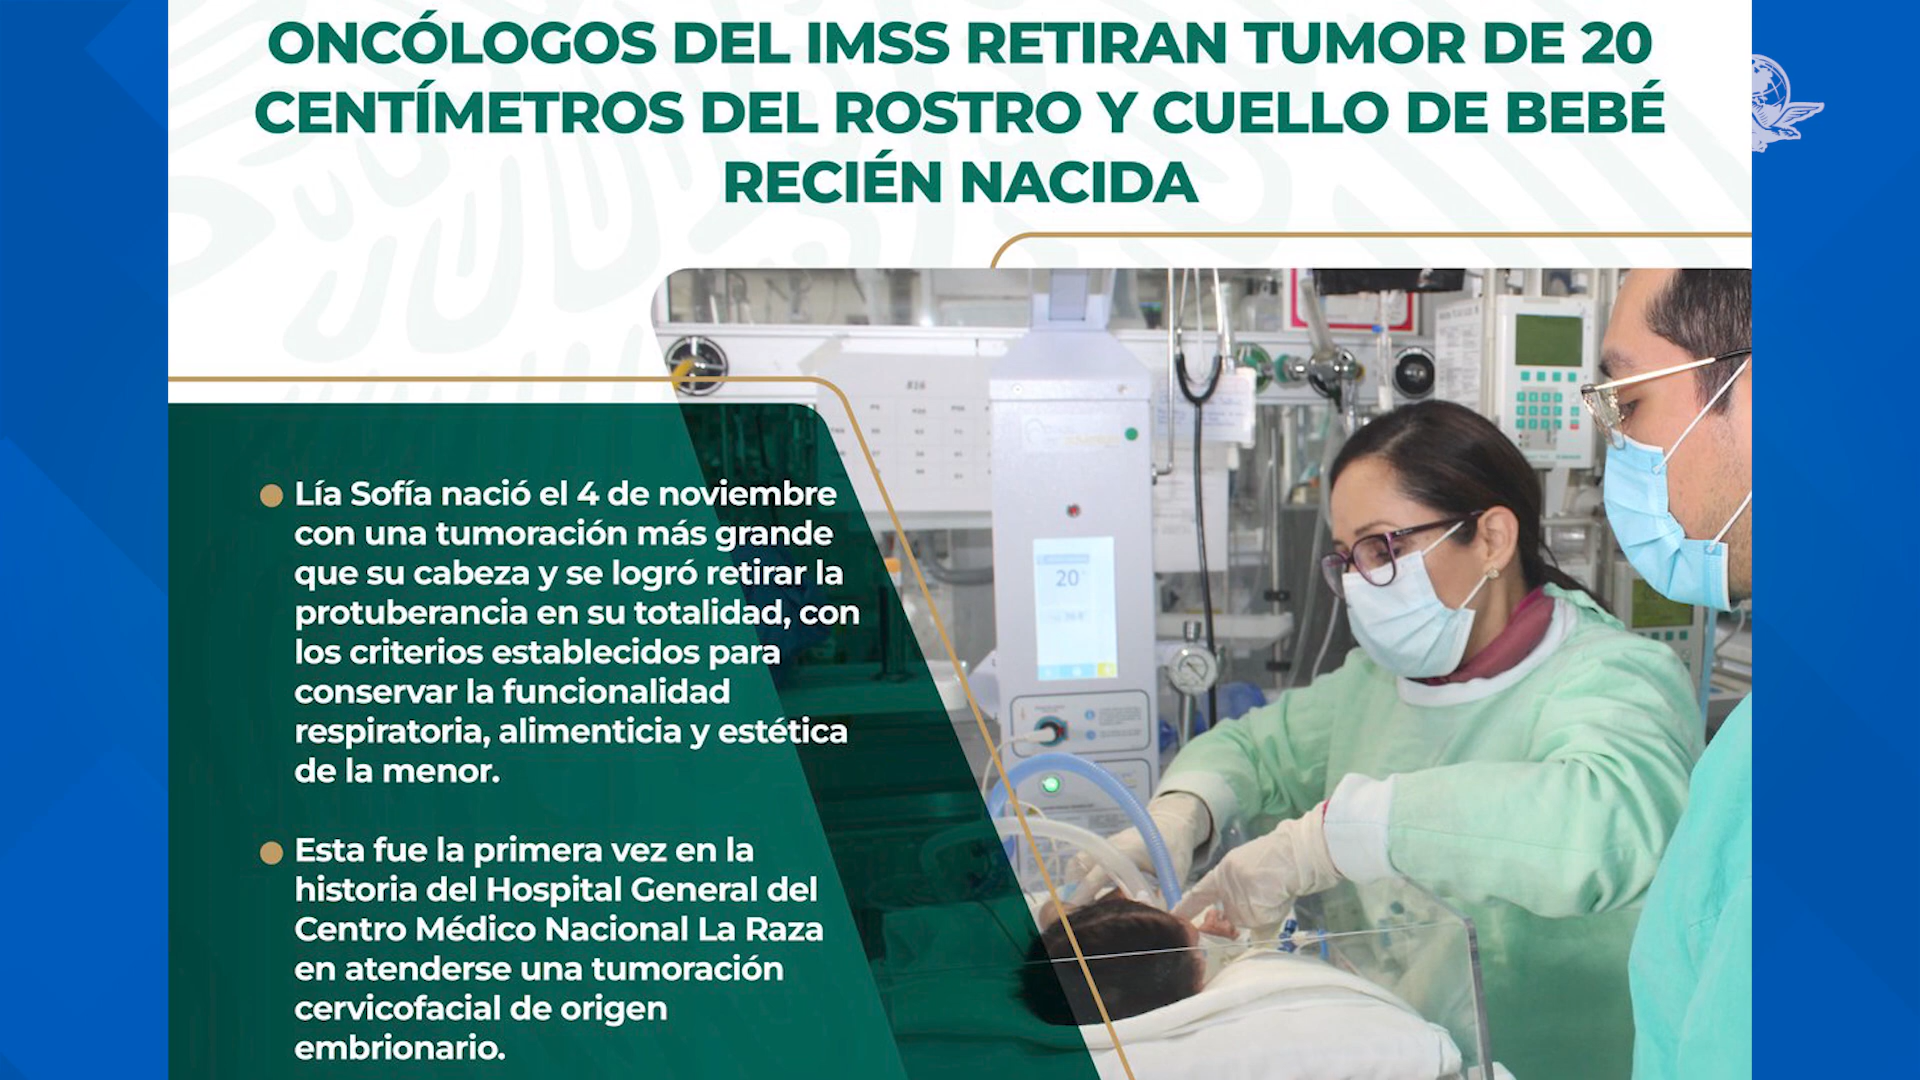 ONCÓLOGOS DEL IMSS RETIRAN TUMOR DE 20
CENTÍMETROS DEL ROSTRO Y CUELLO DE BEBÉ
RECIÉN NACIDA
Lía Sofía nació el 4 de noviembre
con una tumoración más grande
que su cabeza y se logró retirar la
protuberancia en su totalidad, con
los criterios establecidos para
conservar la funcionalidad
respiratoria, alimenticia y estética
de la menor.
Esta fue la primera vez en la
historia del Hospital General del
Centro Médico Nacional La Raza
en atenderse una tumoración
cervicofacial de origen
embrionario.
816
20